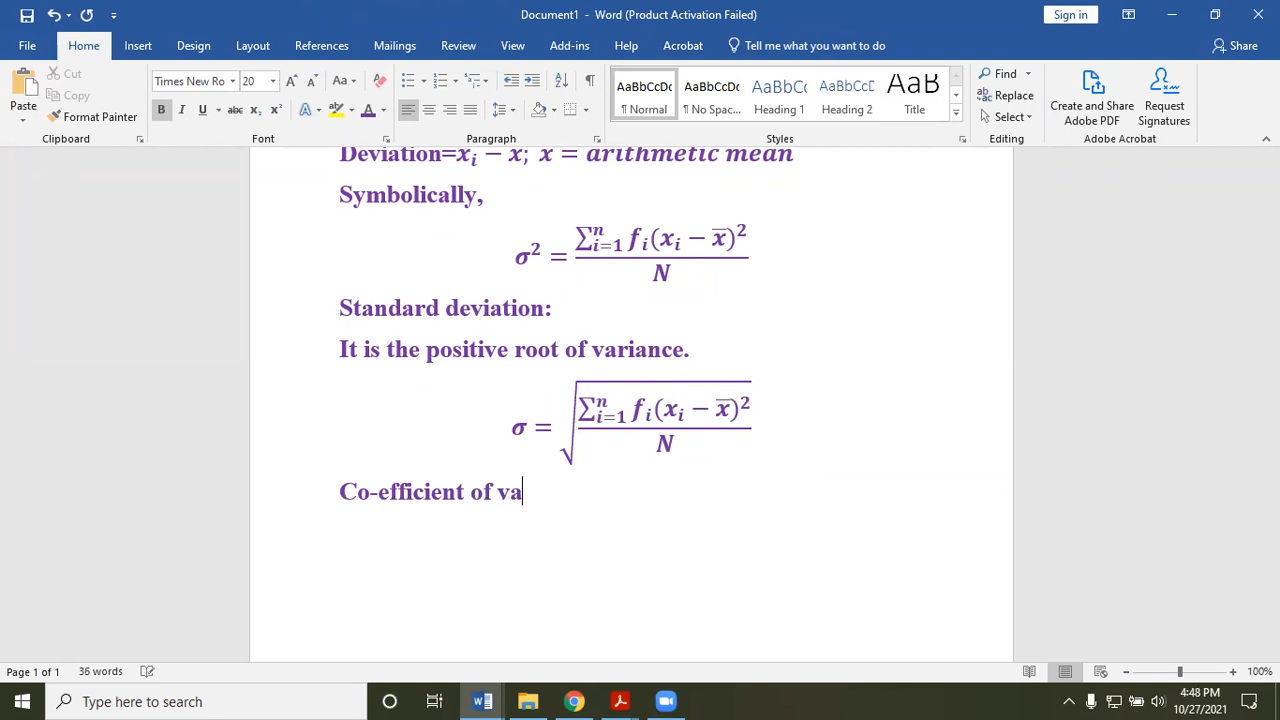 Document1 - Word (Product Activation Failed)
Sign in
File Home Insert Design Layout References Mailings Review View Add-ins Help Acrobat Tell me what you want to do Share
Paste
Cut
Copy
Format Painter
Times New Ro 20 Aa
B I U abc x₂ x² A A
AaBbCcDc AaBbCcDc AaBbCc AaBbCcD AaB
¶ Normal ¶ No Spac... Heading 1 Heading 2 Title
Find
Replace
Select
Create and Share
Adobe PDF
Request
Signatures
Clipboard Font Paragraph Styles Editing Adobe Acrobat
Deviation=xᵢ − x̄; x̄ = arithmetic mean
Symbolically,
σ² = ∑ⁿᵢ₌₁ fᵢ(xᵢ − x̄)² / N
Standard deviation:
It is the positive root of variance.
σ = √(∑ⁿᵢ₌₁ fᵢ(xᵢ − x̄)² / N)
Co-efficient of va
Page 1 of 1 36 words 100%
Type here to search
4:48 PM
10/27/2021